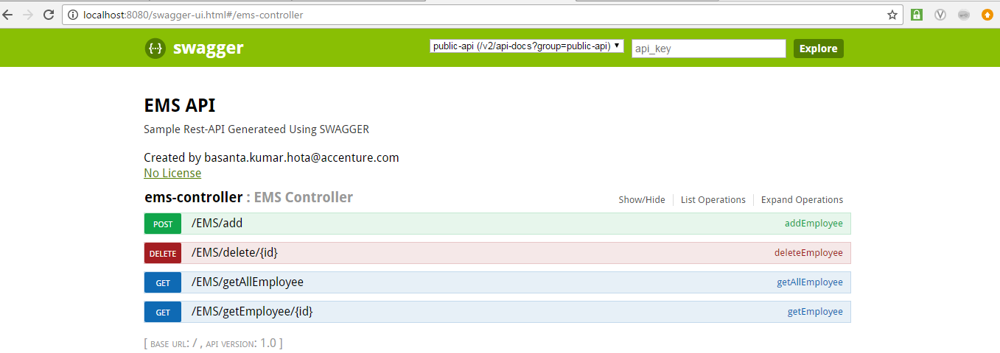 localhost:8080/swagger-ui.html#/ems-controller
{··} swagger public-api (/v2/api-docs?group=public-api) api_key Explore
EMS API
Sample Rest-API Generateed Using SWAGGER
Created by basanta.kumar.hota@accenture.com
No License
ems-controller : EMS Controller Show/Hide List Operations Expand Operations
POST /EMS/add addEmployee
DELETE /EMS/delete/{id} deleteEmployee
GET /EMS/getAllEmployee getAllEmployee
GET /EMS/getEmployee/{id} getEmployee
[ BASE URL: / , API VERSION: 1.0 ]